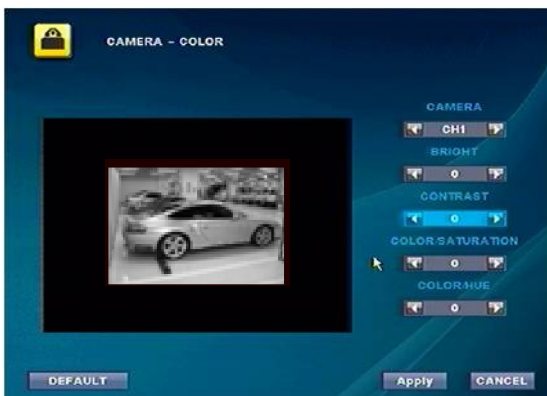 CAMERA - COLOR
CAMERA
CH1
BRIGHT
0
CONTRAST
0
COLOR/SATURATION
0
COLOR/HUE
0
DEFAULT
Apply
CANCEL